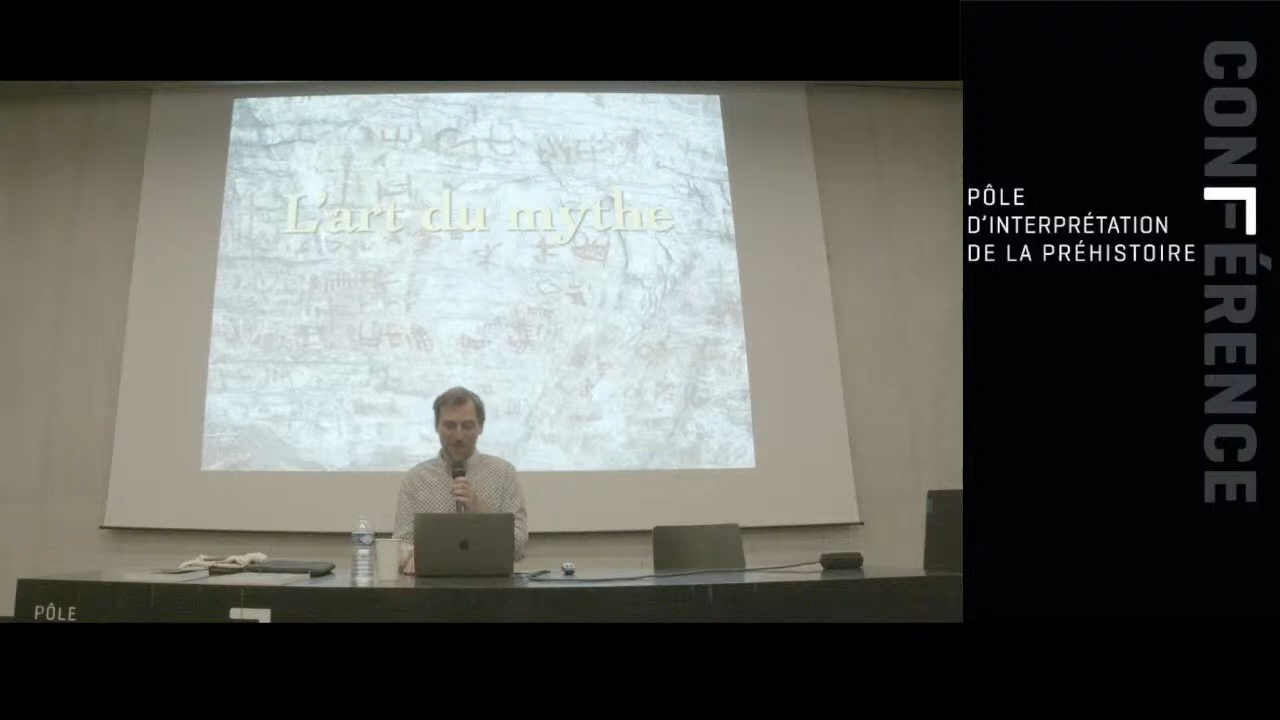 L'art du mythe
PÔLE
D'INTERPRÉTATION
DE LA PRÉHISTOIRE
CONFÉRENCE
PÔLE